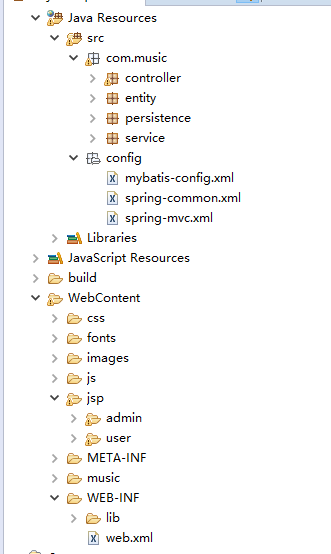 Java Resources
src
com.music
controller
entity
persistence
service
config
mybatis-config.xml
spring-common.xml
spring-mvc.xml
Libraries
JavaScript Resources
build
WebContent
css
fonts
images
js
jsp
admin
user
META-INF
music
WEB-INF
lib
web.xml